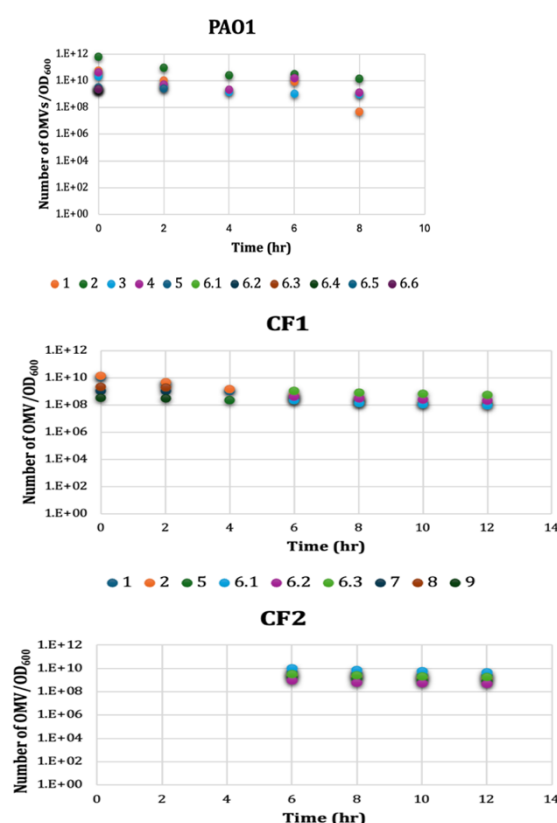 PAO1
Number of OMVs/OD600
1.E+12
1.E+10
1.E+08
1.E+06
1.E+04
1.E+02
1.E+00
0 2 4 6 8 10
Time (hr)
1 2 3 4 5 6.1 6.2 6.3 6.4 6.5 6.6
CF1
Number of OMV/OD600
1.E+12
1.E+10
1.E+08
1.E+06
1.E+04
1.E+02
1.E+00
0 2 4 6 8 10 12 14
Time (hr)
1 2 5 6.1 6.2 6.3 7 8 9
CF2
Number of OMV/OD600
1.E+12
1.E+10
1.E+08
1.E+06
1.E+04
1.E+02
1.E+00
0 2 4 6 8 10 12 14
Time (hr)